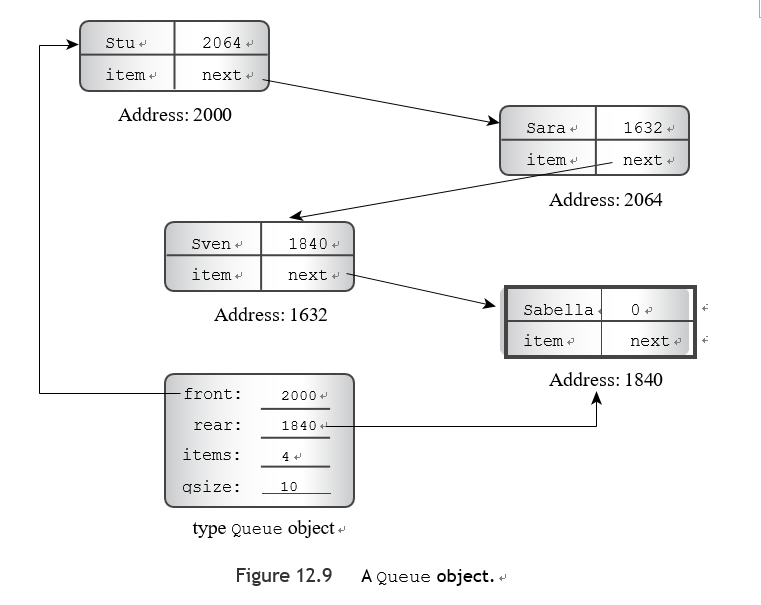 Stu 2064
item next
Address: 2000
Sara 1632
item next
Address: 2064
Sven 1840
item next
Address: 1632
Sabella 0
item next
Address: 1840
front: 2000
rear: 1840
items: 4
qsize: 10
type Queue object
Figure 12.9 A Queue object.